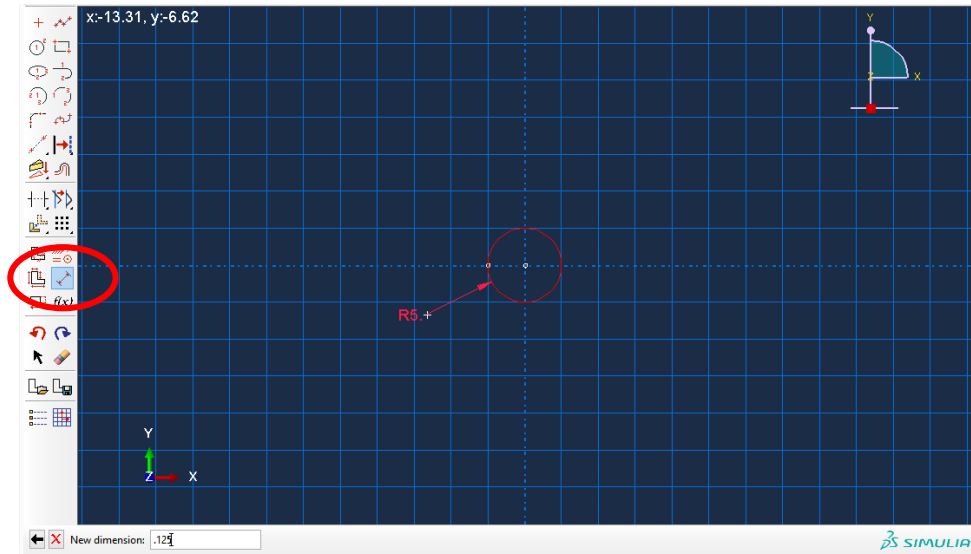 x:-13.31, y:-6.62
Y
X
Z
R5.
f(x)
Y
Z
X
New dimension: .125
SIMULIA